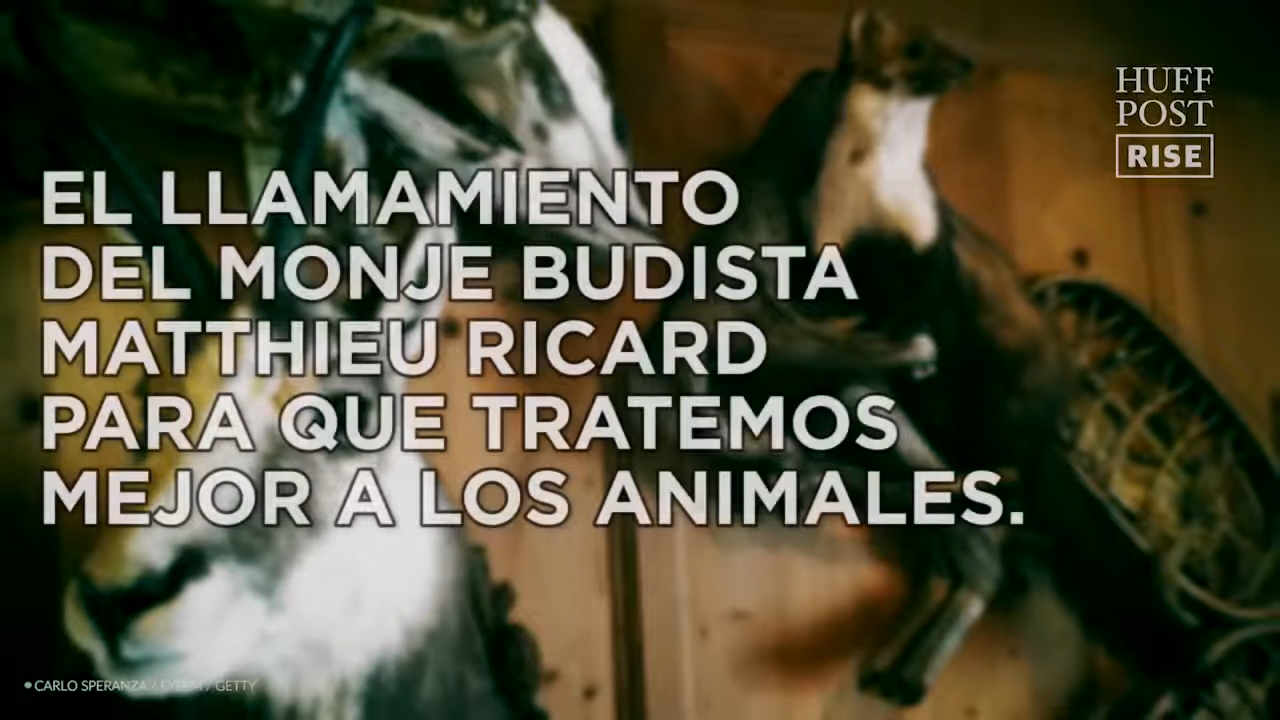 HUFF
POST
RISE
EL LLAMAMIENTO
DEL MONJE BUDISTA
MATTHIEU RICARD
PARA QUE TRATEMOS
MEJOR A LOS ANIMALES.
CARLO SPERANZA / EYEEM / GETTY